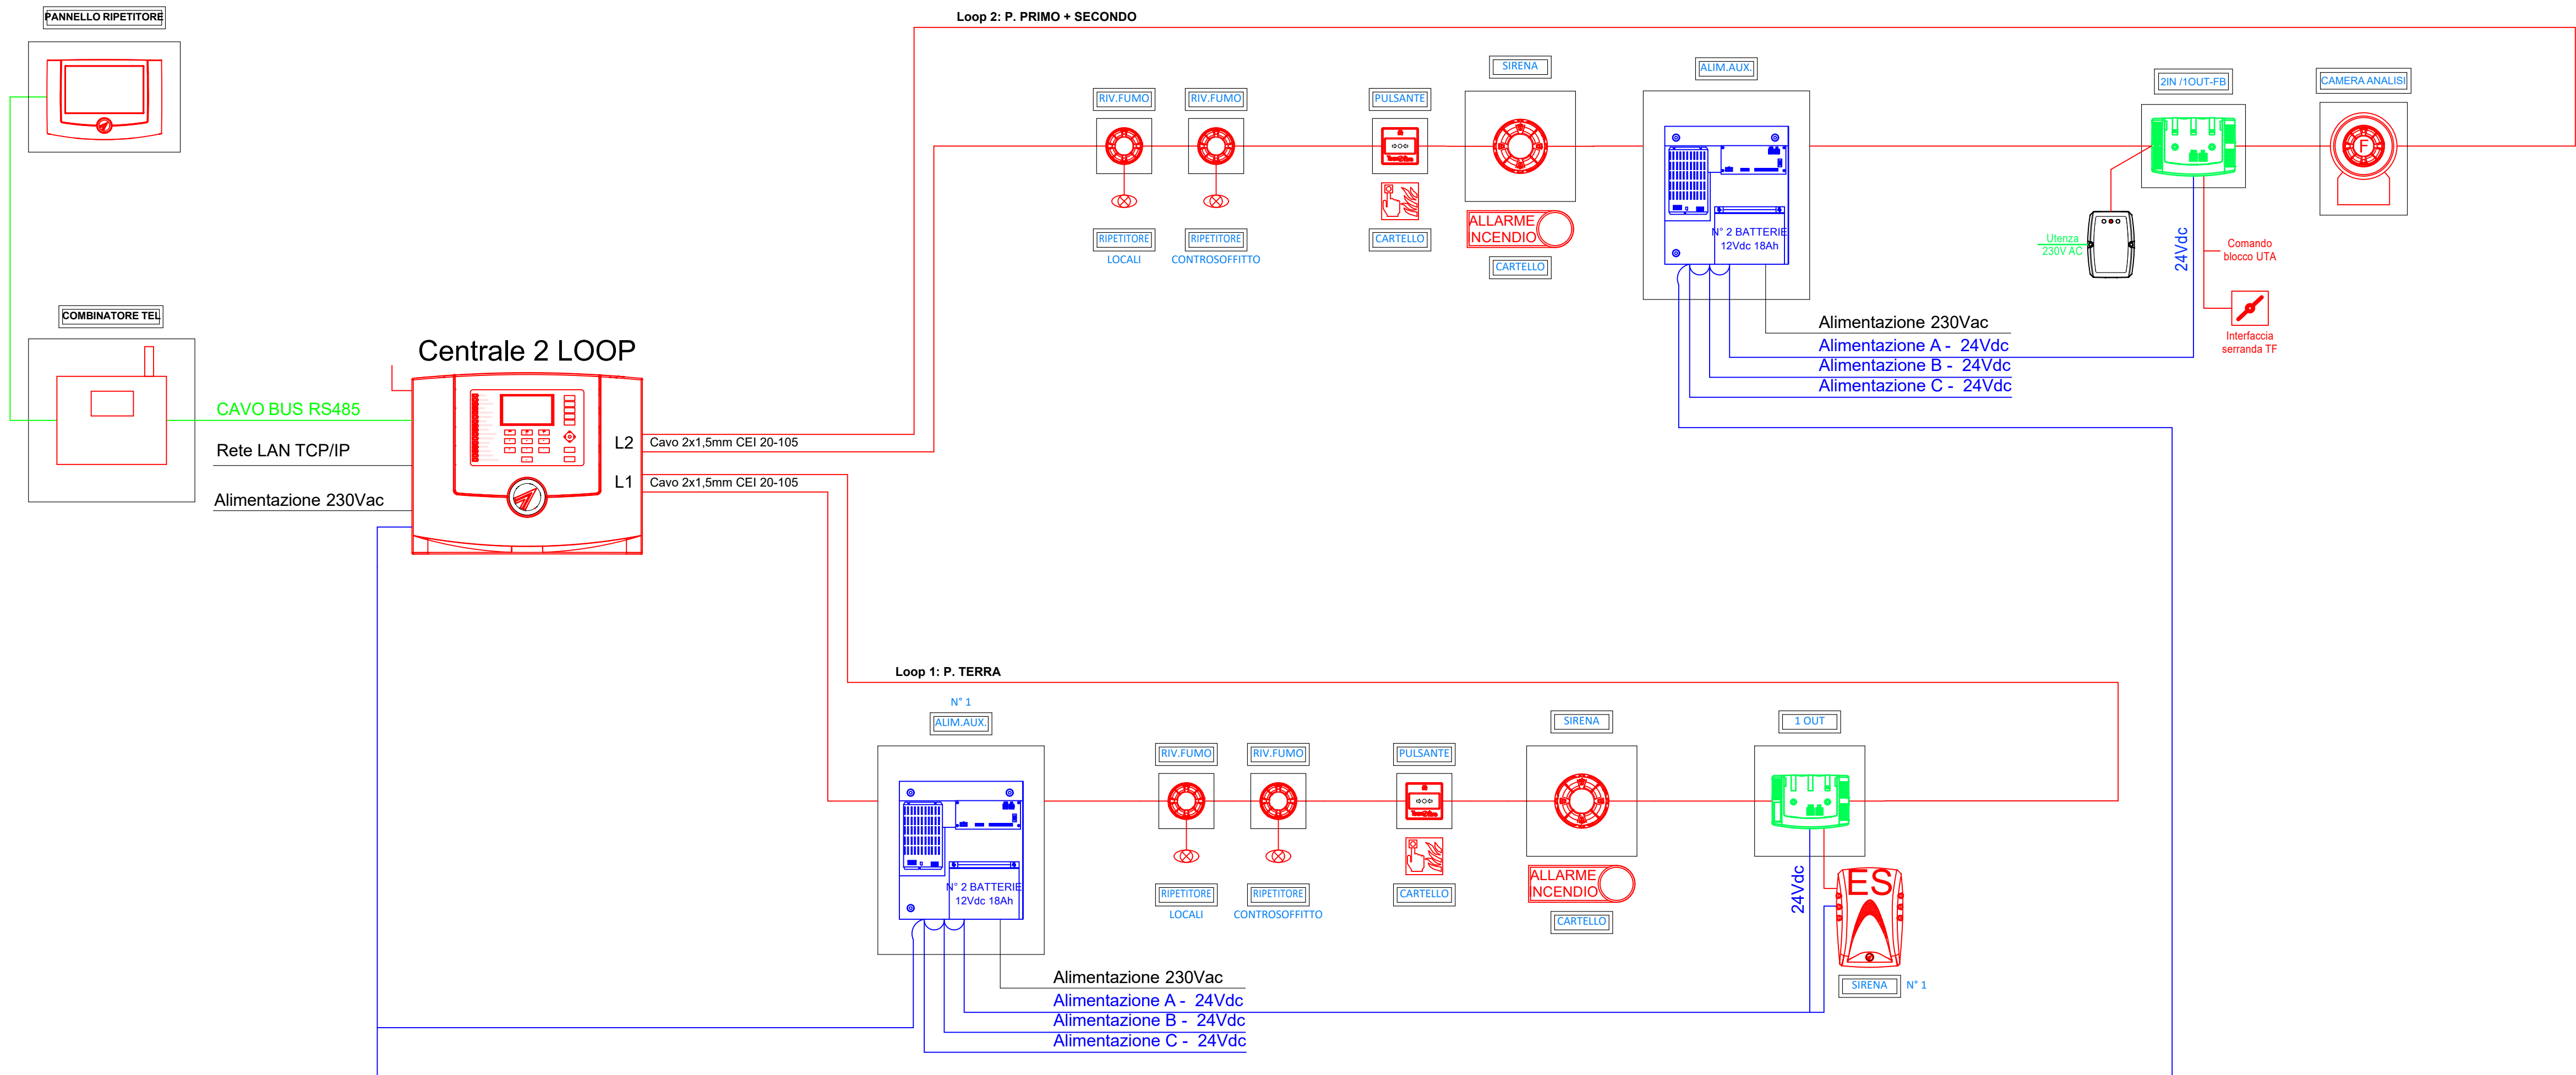 PANNELLO RIPETITORE
COMBINATORE TEL
CAVO BUS RS485
Rete LAN TCP/IP
Alimentazione 230Vac
Centrale 2 LOOP
L2
L1
Cavo 2x1,5mm CEI 20-105
Cavo 2x1,5mm CEI 20-105
Loop 2: P. PRIMO + SECONDO
RIV.FUMO
RIPETITORE
LOCALI
RIV.FUMO
RIPETITORE
CONTROSOFFITTO
PULSANTE
CARTELLO
SIRENA
ALLARME
INCENDIO
CARTELLO
ALIM.AUX.
N° 2 BATTERIE
12Vdc 18Ah
Alimentazione 230Vac
Alimentazione A - 24Vdc
Alimentazione B - 24Vdc
Alimentazione C - 24Vdc
2IN /1OUT-FB
Utenza
230V AC
24Vdc
Comando
blocco UTA
Interfaccia
serranda TF
CAMERA ANALISI
F
Loop 1: P. TERRA
N° 1
ALIM.AUX.
N° 2 BATTERIE
12Vdc 18Ah
Alimentazione 230Vac
Alimentazione A - 24Vdc
Alimentazione B - 24Vdc
Alimentazione C - 24Vdc
RIV.FUMO
RIPETITORE
LOCALI
RIV.FUMO
RIPETITORE
CONTROSOFFITTO
PULSANTE
CARTELLO
SIRENA
ALLARME
INCENDIO
CARTELLO
1 OUT
24Vdc
ES
SIRENA
N° 1